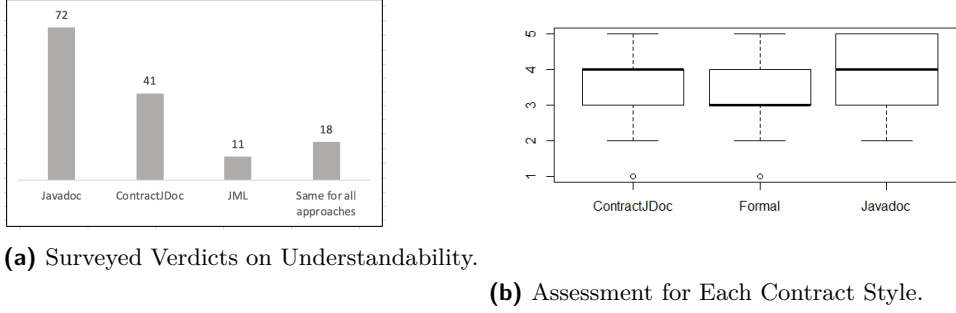 72
41
11
18
Javadoc
ContractJDoc
JML
Same for all
approaches
(a) Surveyed Verdicts on Understandability.
5
4
3
2
1
ContractJDoc
Formal
Javadoc
(b) Assessment for Each Contract Style.